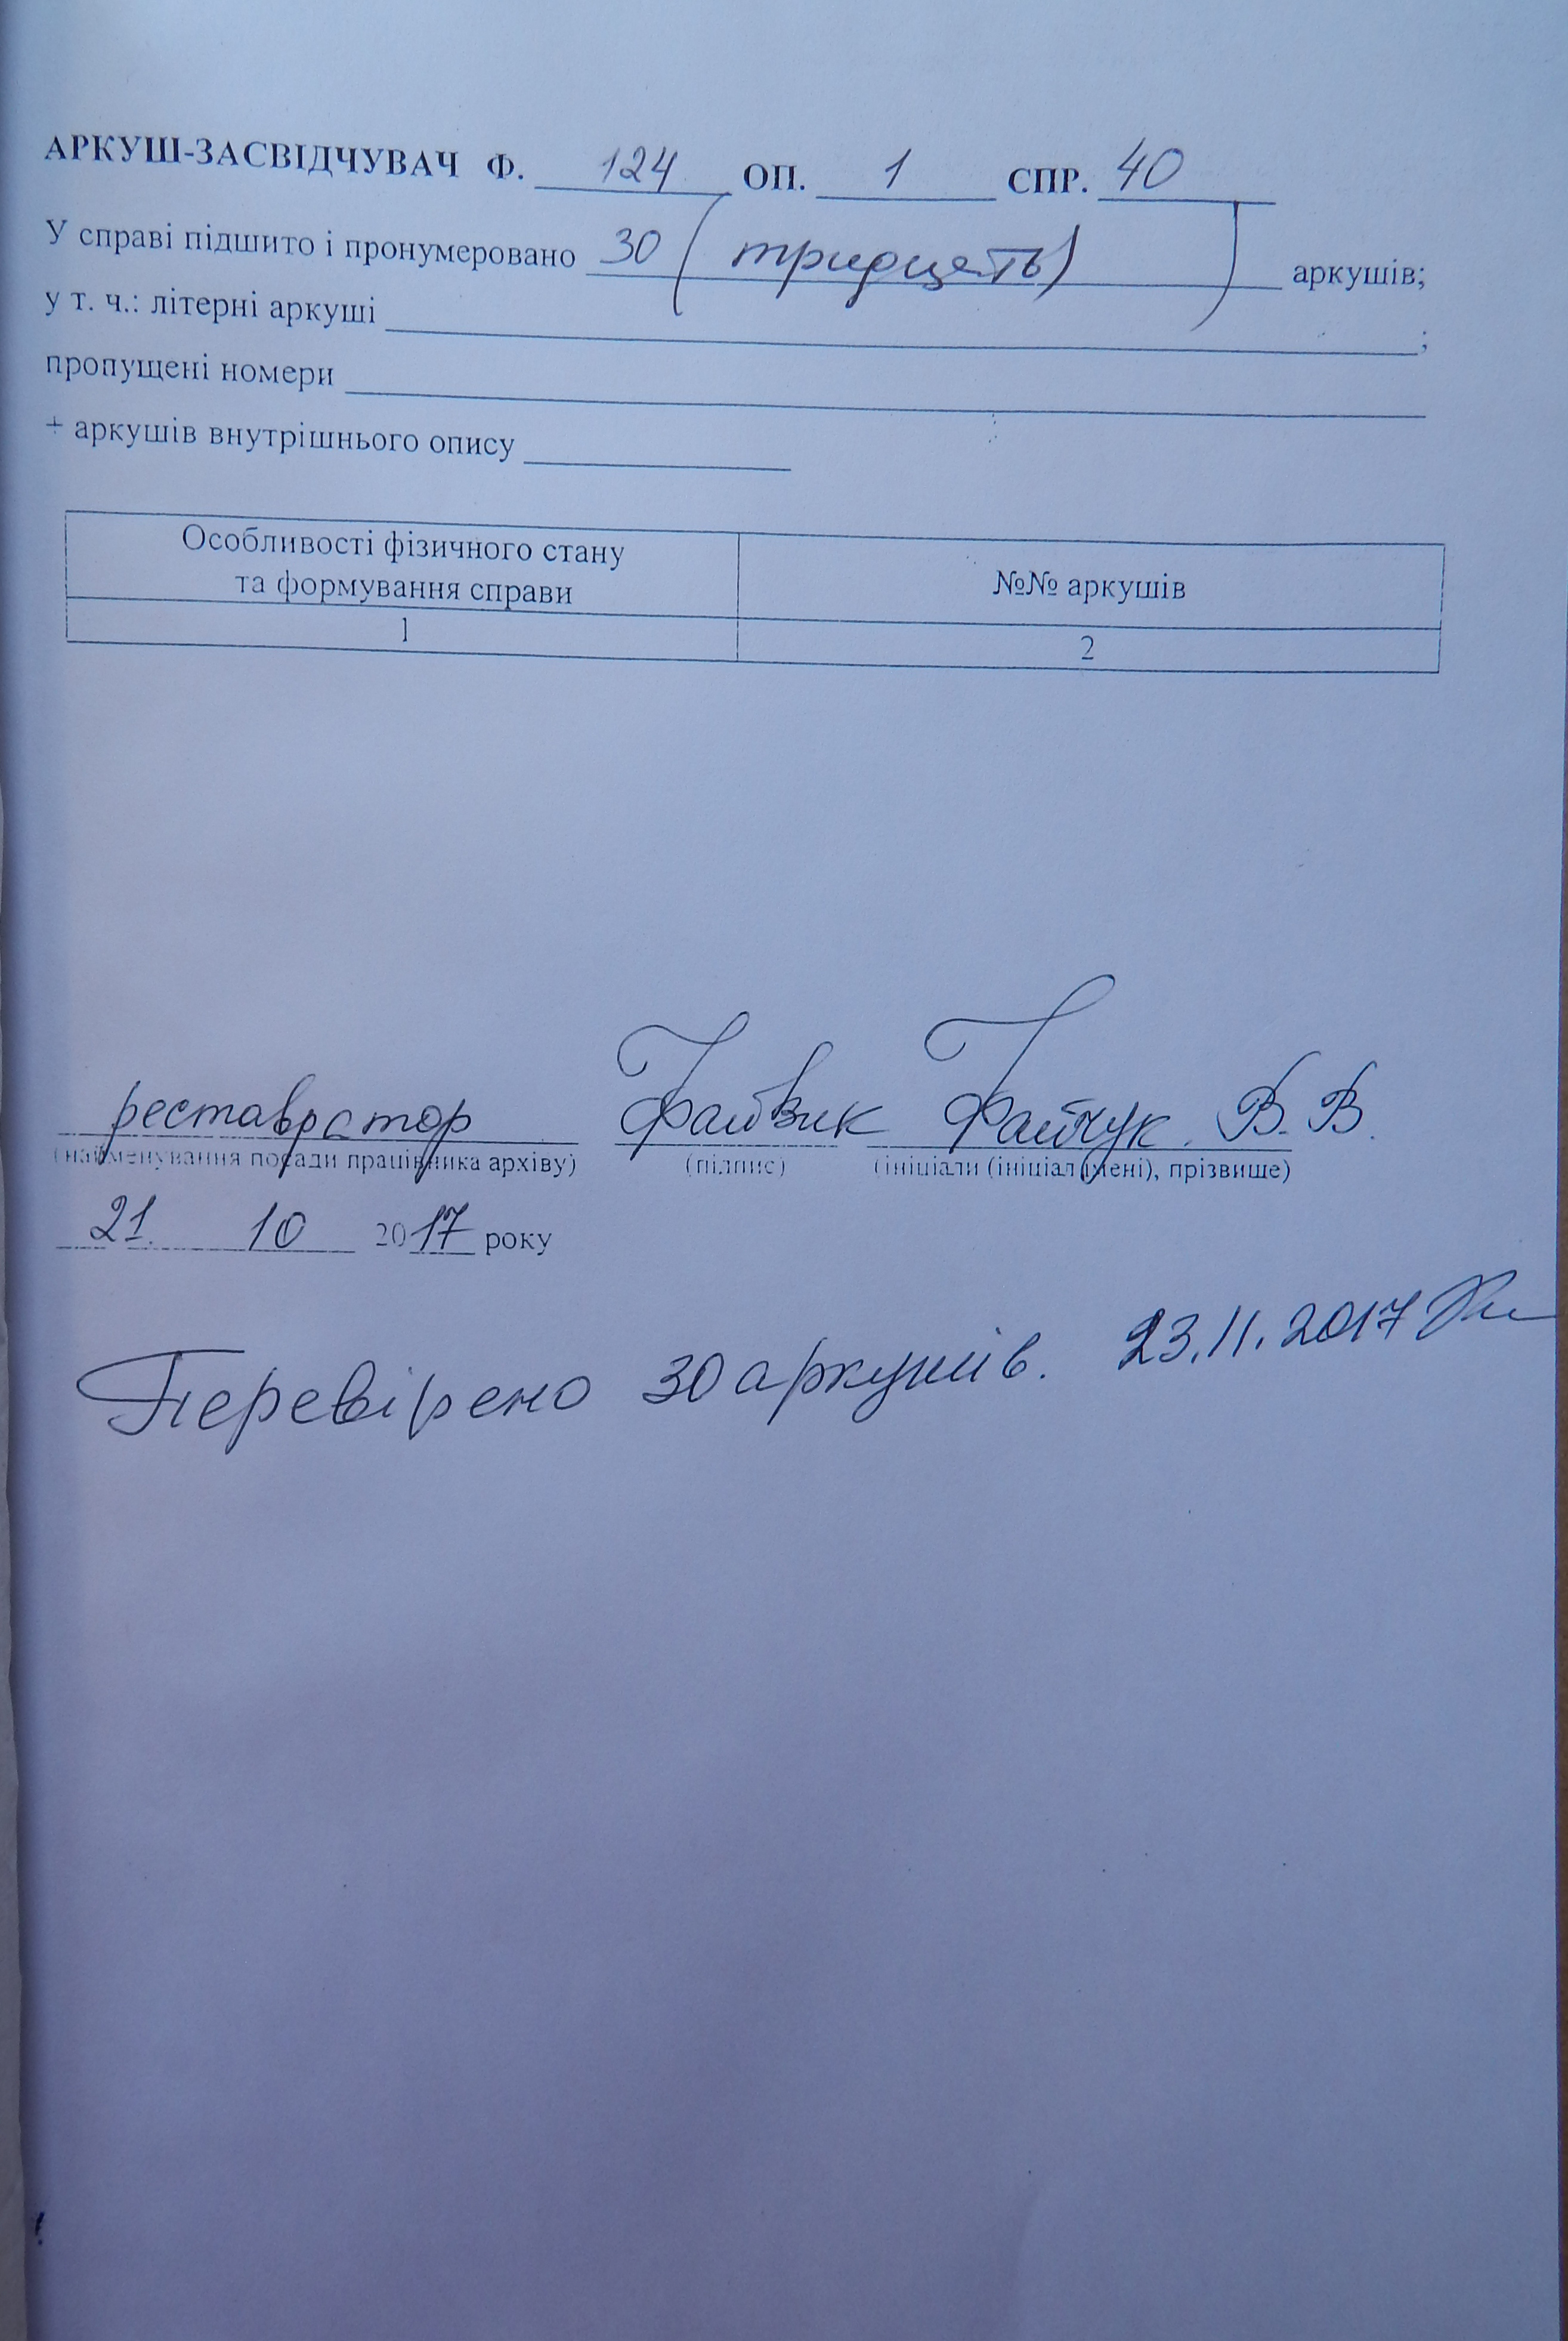 АРКУШ-ЗАСВІДЧУВАЧ Ф. 124 ОП. 1 СПР. 40
У справі підшито і пронумеровано 30 (тридцеть) аркушів;
у т. ч.: літерні аркуші ;
пропущені номери
+ аркушів внутрішнього опису
Особливості фізичного стану
та формування справи
№№ аркушів
1
2
реставратор Файчук В. В.
(найменування посади працівника архіву) (підпис) (ініціали (ініціал імені), прізвище)
21. 10 2017 року
Перевірено 30 аркушів. 23.11.2017